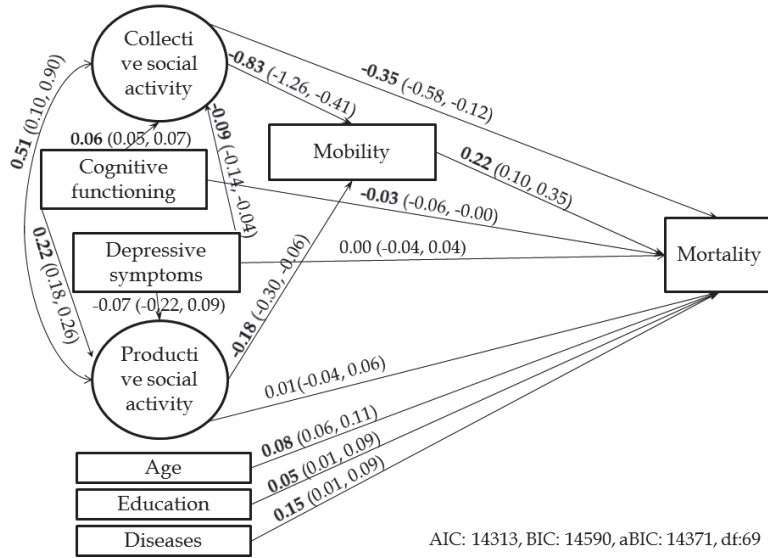 Collecti
ve social
activity
-0.83 (-1.26, -0.41)
-0.35 (-0.58, -0.12)
0.51 (0.10, 0.90)
0.06 (0.05, 0.07)
-0.09 (-0.14, -0.04)
Mobility
0.22 (0.10, 0.35)
Cognitive
functioning
-0.03 (-0.06, -0.00)
0.22 (0.18, 0.26)
Depressive
symptoms
0.00 (-0.04, 0.04)
Mortality
-0.07 (-0.22, 0.09)
-0.18 (-0.30, -0.06)
Producti
ve social
activity
0.01(-0.04, 0.06)
0.08 (0.06, 0.11)
Age
0.05 (0.01, 0.09)
Education
0.15 (0.01, 0.09)
Diseases
AIC: 14313, BIC: 14590, aBIC: 14371, df:69